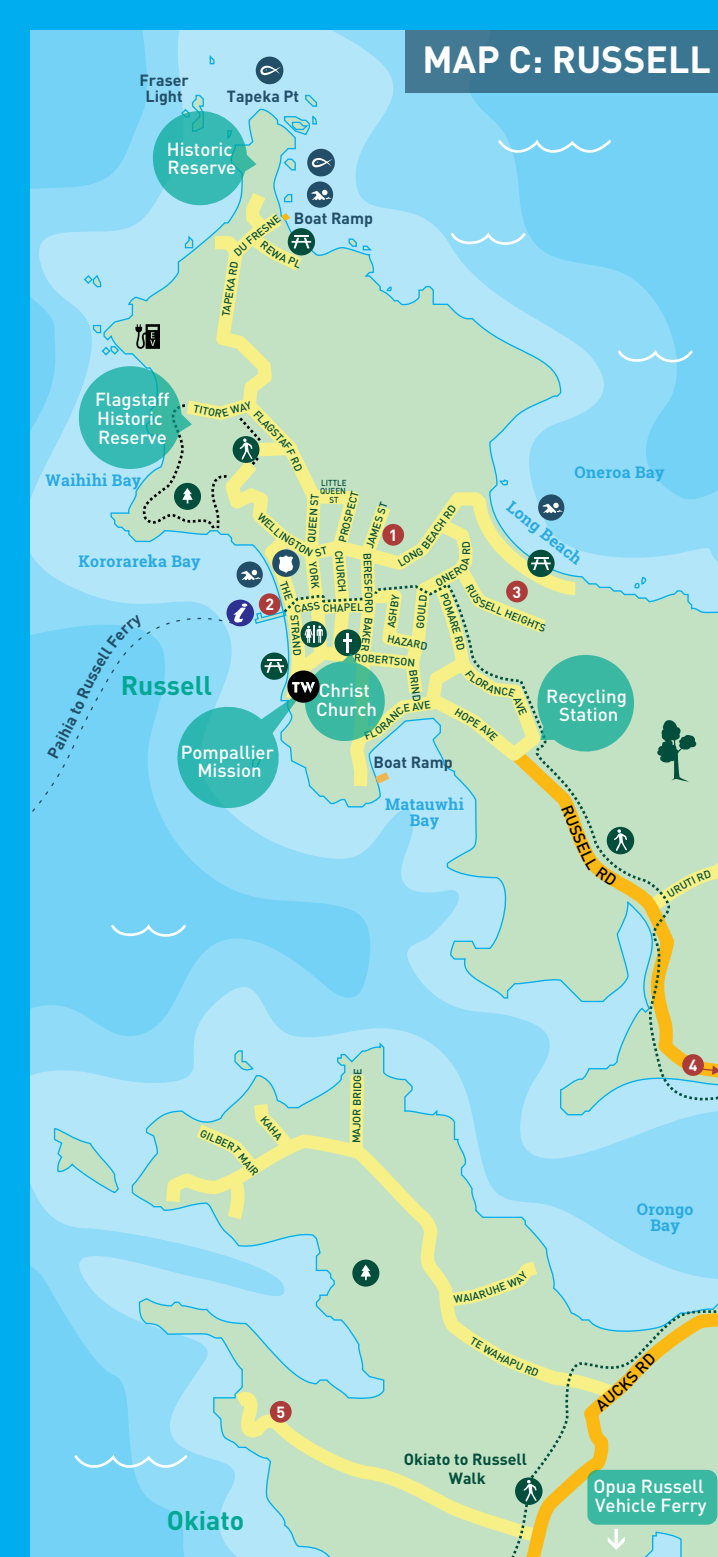 MAP C: RUSSELL
Fraser
Light
Tapeka Pt
Historic
Reserve
Boat Ramp
DU FRESNE
REWA PL
TAPEKA RD
EV
Flagstaff
Historic
Reserve
TITORE WAY
FLAGSTAFF RD
Waihihi Bay
Oneroa Bay
Long Beach
LITTLE
QUEEN
ST
QUEEN ST
PROSPECT
JAMES ST
1
LONG BEACH RD
WELLINGTON ST
Kororareka Bay
YORK
CHURCH
BERESFORD
ONEROA RD
3
RUSSELL HEIGHTS
i
2
THE STRAND
CASS
CHAPEL
BAKER
ASHBY
GOULD
POMARE RD
HAZARD
ROBERTSON
BRIND
Paihia to Russell Ferry
Russell
TW
Christ
Church
FLORANCE AVE
FLORANCE AVE
HOPE AVE
Recycling
Station
Pompallier
Mission
Boat Ramp
Matauwhi
Bay
RUSSELL RD
URUTI RD
4
MAJOR BRIDGE
KAHA
GILBERT MAIR
Orongo
Bay
WAIARUHE WAY
TE WAHAPU RD
AUCKS RD
5
Okiato to Russell
Walk
Opua Russell
Vehicle Ferry
Okiato